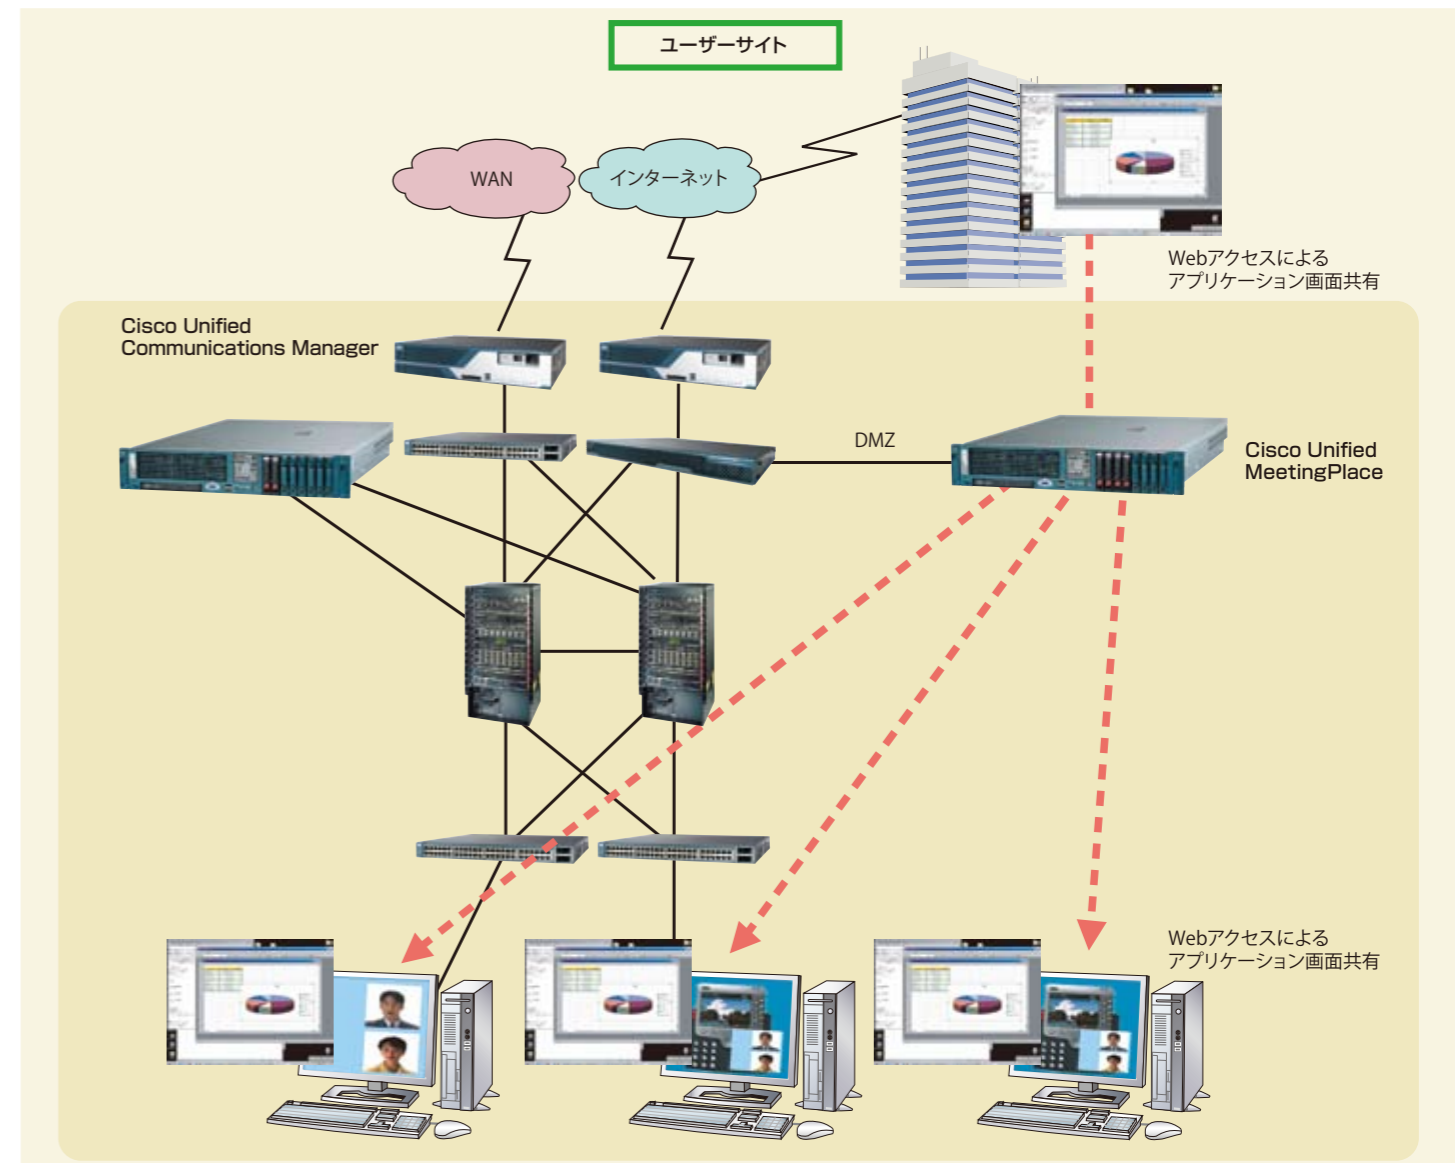 ユーザーサイト
WAN
インターネット
Webアクセスによる
アプリケーション画面共有
Cisco Unified
Communications Manager
DMZ
Cisco Unified
MeetingPlace
Webアクセスによる
アプリケーション画面共有